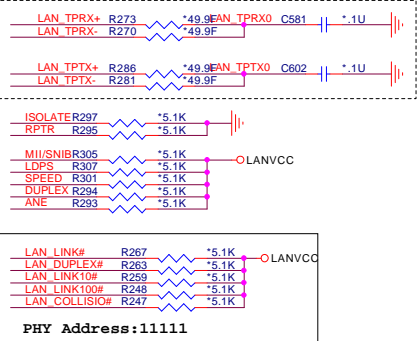 LAN_TPRX+ R273 *49.9F LAN_TPRX0 C581 *.1U
LAN_TPRX- R270 *49.9F
LAN_TPTX+ R286 *49.9F LAN_TPTX0 C602 *.1U
LAN_TPTX- R281 *49.9F
ISOLATE R297 *5.1K
RPTR R295 *5.1K
MII/SNIB R305 *5.1K LANVCC
LDPS R307 *5.1K
SPEED R301 *5.1K
DUPLEX R294 *5.1K
ANE R293 *5.1K
LAN_LINK# R267 *5.1K LANVCC
LAN_DUPLEX# R263 *5.1K
LAN_LINK10# R259 *5.1K
LAN_LINK100# R248 *5.1K
LAN_COLLISIO# R247 *5.1K
PHY Address:11111